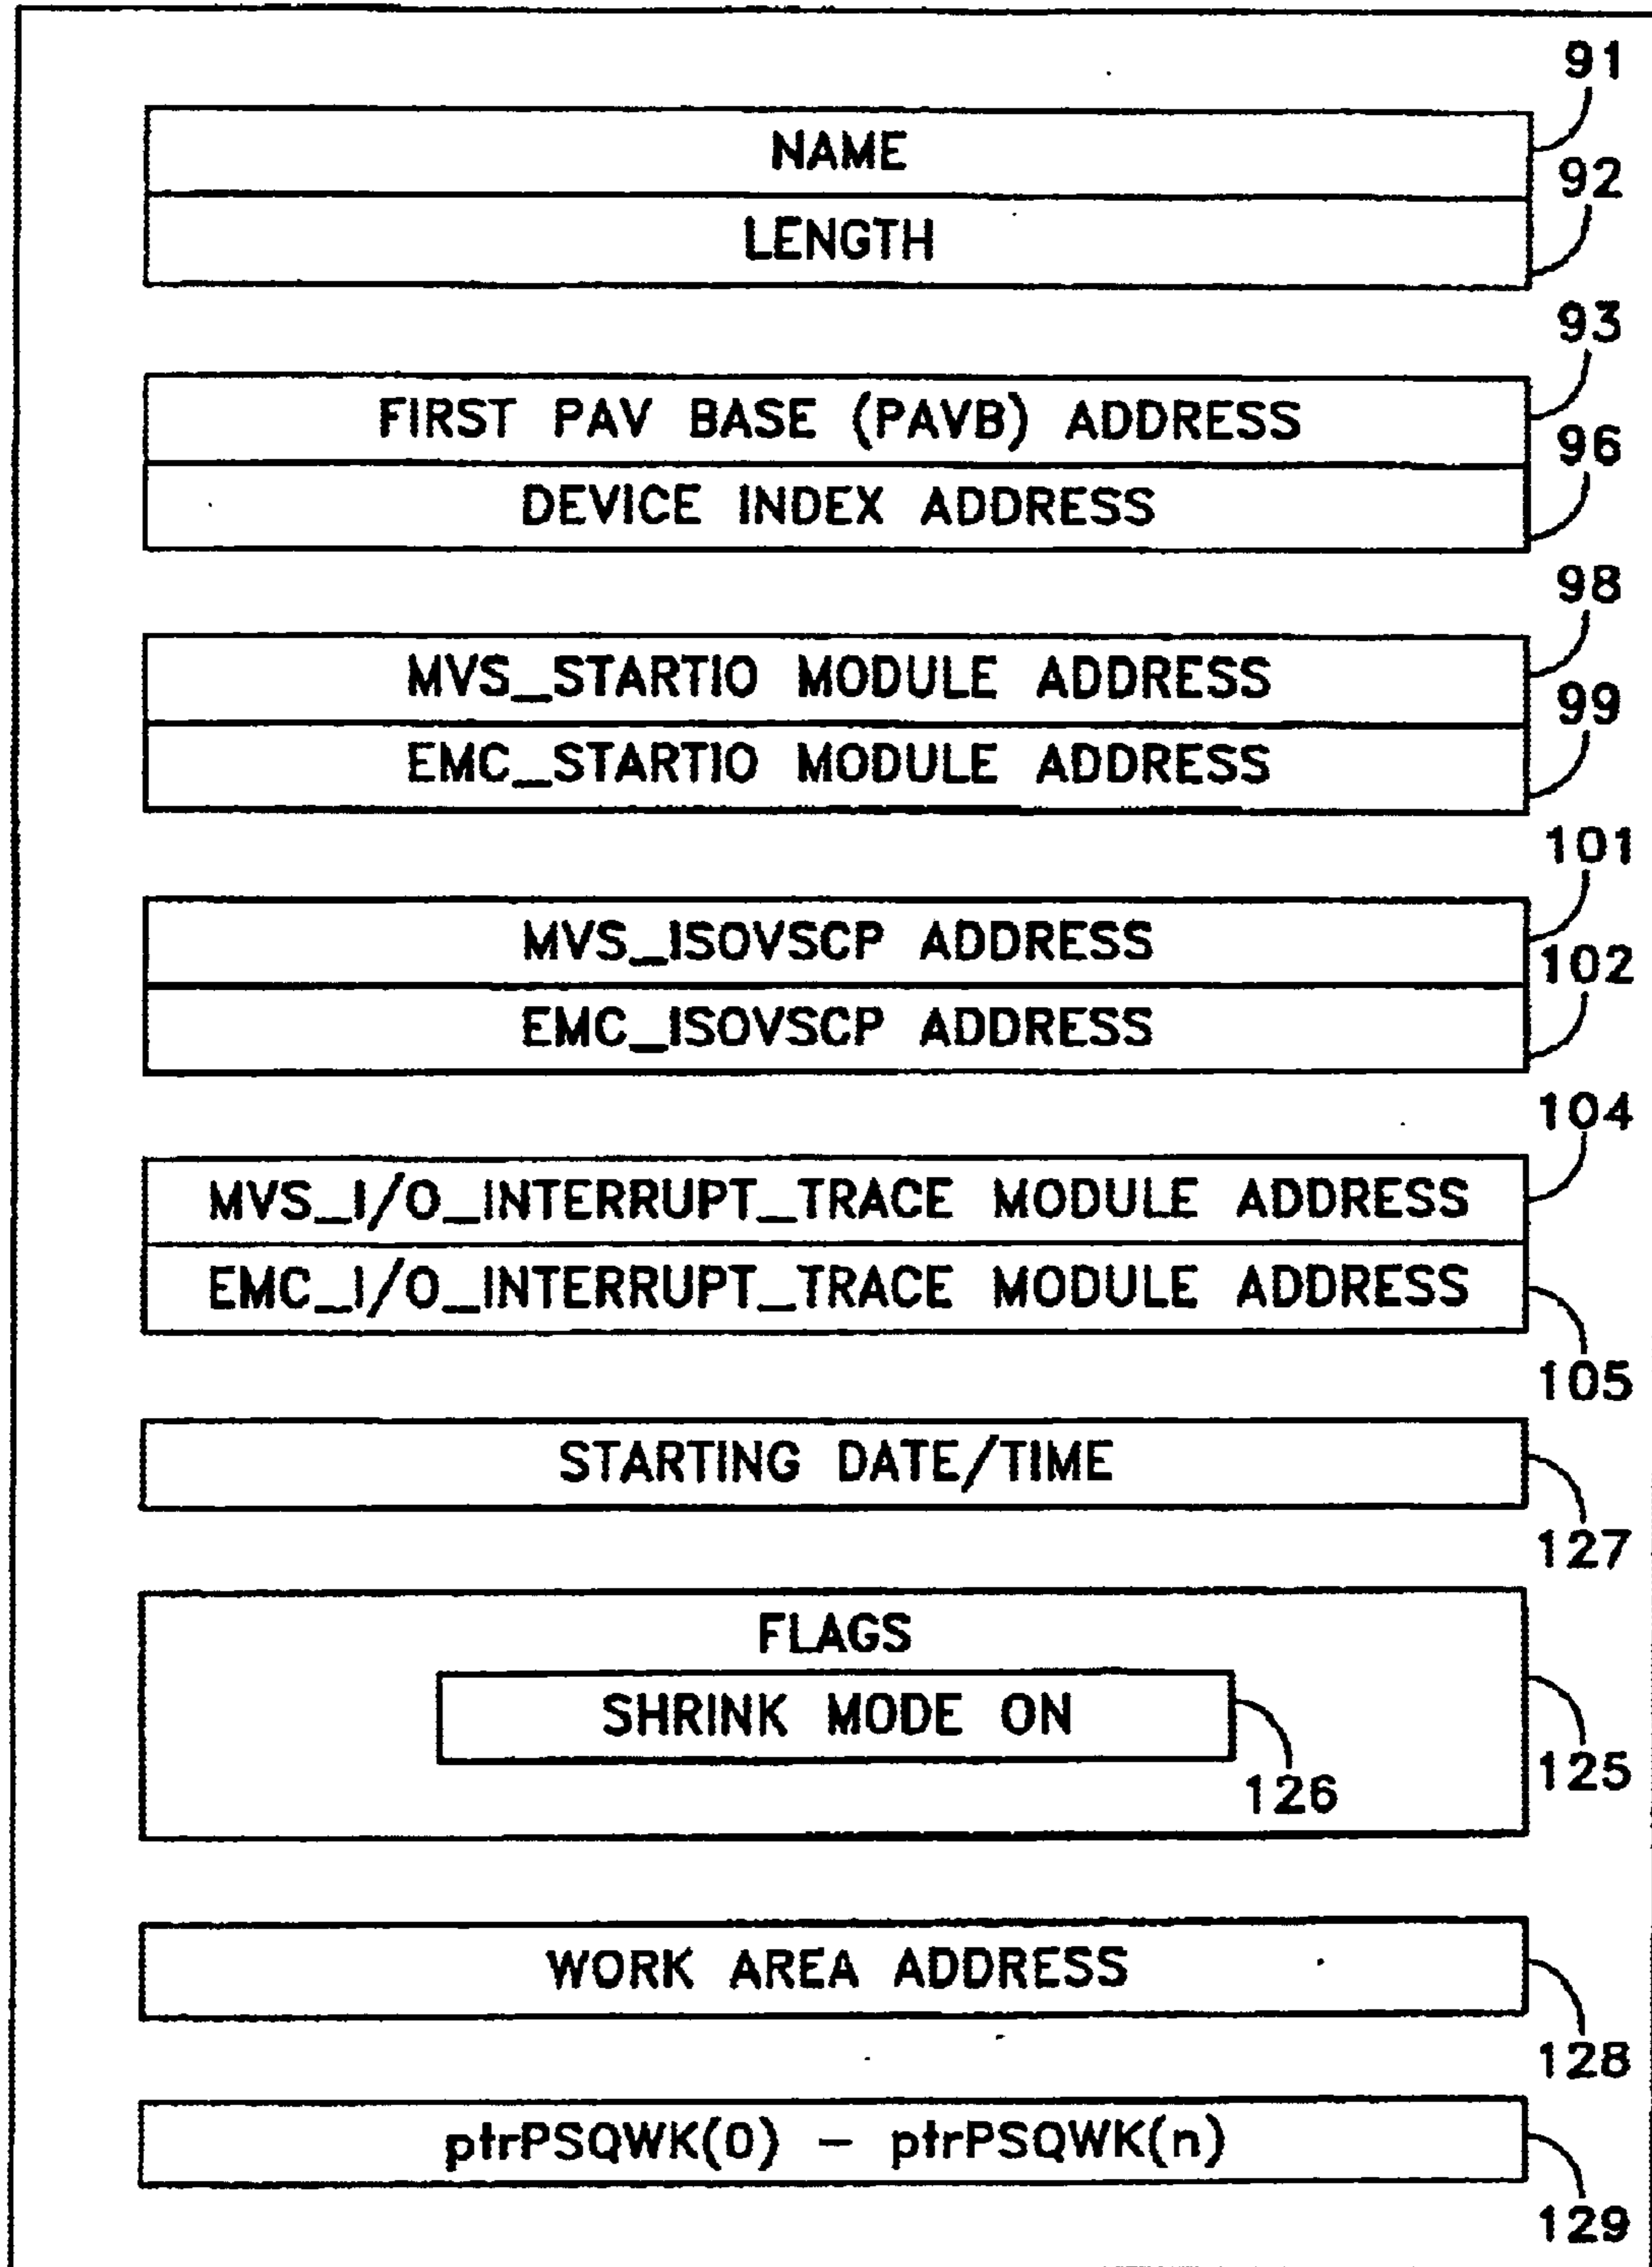 91
NAME
92
LENGTH
93
FIRST PAV BASE (PAVB) ADDRESS
96
DEVICE INDEX ADDRESS
98
MVS_STARTIO MODULE ADDRESS
99
EMC_STARTIO MODULE ADDRESS
101
MVS_ISOVSCP ADDRESS
102
EMC_ISOVSCP ADDRESS
104
MVS_I/O_INTERRUPT_TRACE MODULE ADDRESS
EMC_I/O_INTERRUPT_TRACE MODULE ADDRESS
105
STARTING DATE/TIME
127
FLAGS
SHRINK MODE ON
126
125
WORK AREA ADDRESS
128
ptrPSQWK(0) – ptrPSQWK(n)
129